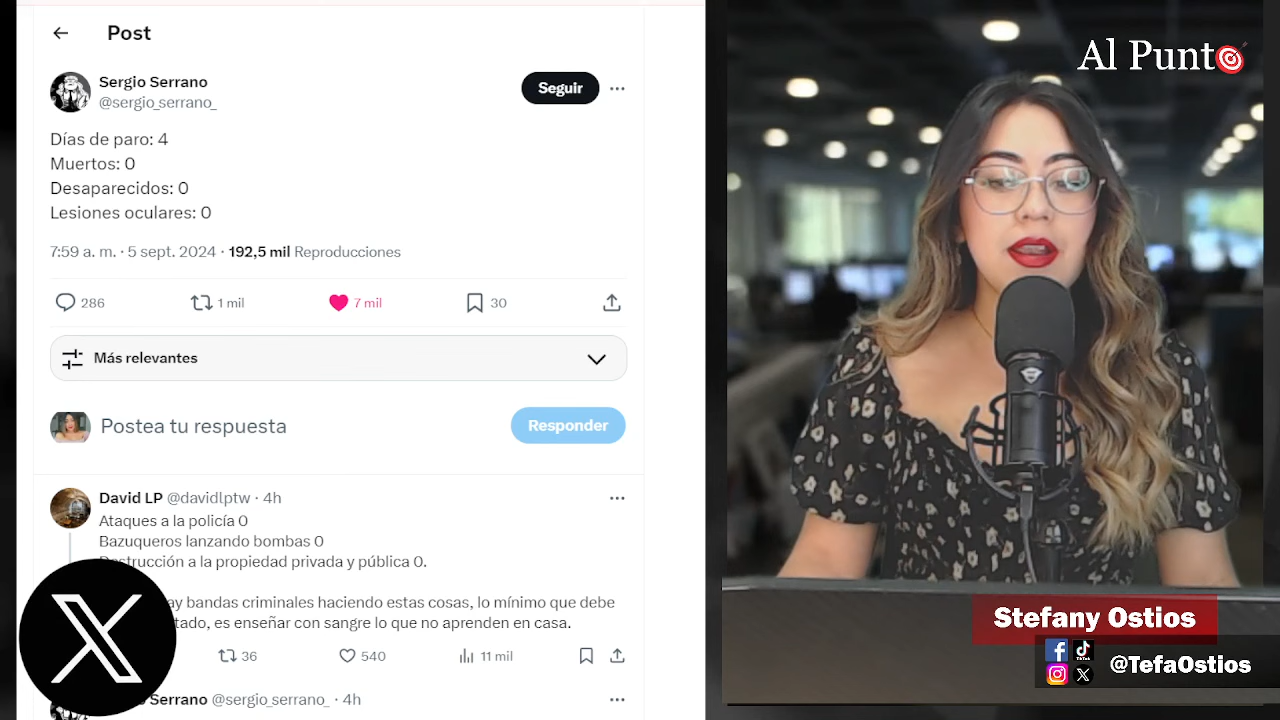 Post
Sergio Serrano
@sergio_serrano_
Seguir
Días de paro: 4
Muertos: 0
Desaparecidos: 0
Lesiones oculares: 0
7:59 a. m. · 5 sept. 2024 · 192,5 mil Reproducciones
286 1 mil 7 mil 30
Más relevantes
Postea tu respuesta
Responder
David LP @davidlptw · 4h
Ataques a la policía 0
Bazuqueros lanzando bombas 0
a la propiedad privada y pública 0.
bandas criminales haciendo estas cosas, lo mínimo que debe
es enseñar con sangre lo que no aprenden en casa.
36 540 11 mil
Serrano @sergio_serrano_ · 4h
Al Punto
Stefany Ostios
@TefaOstios